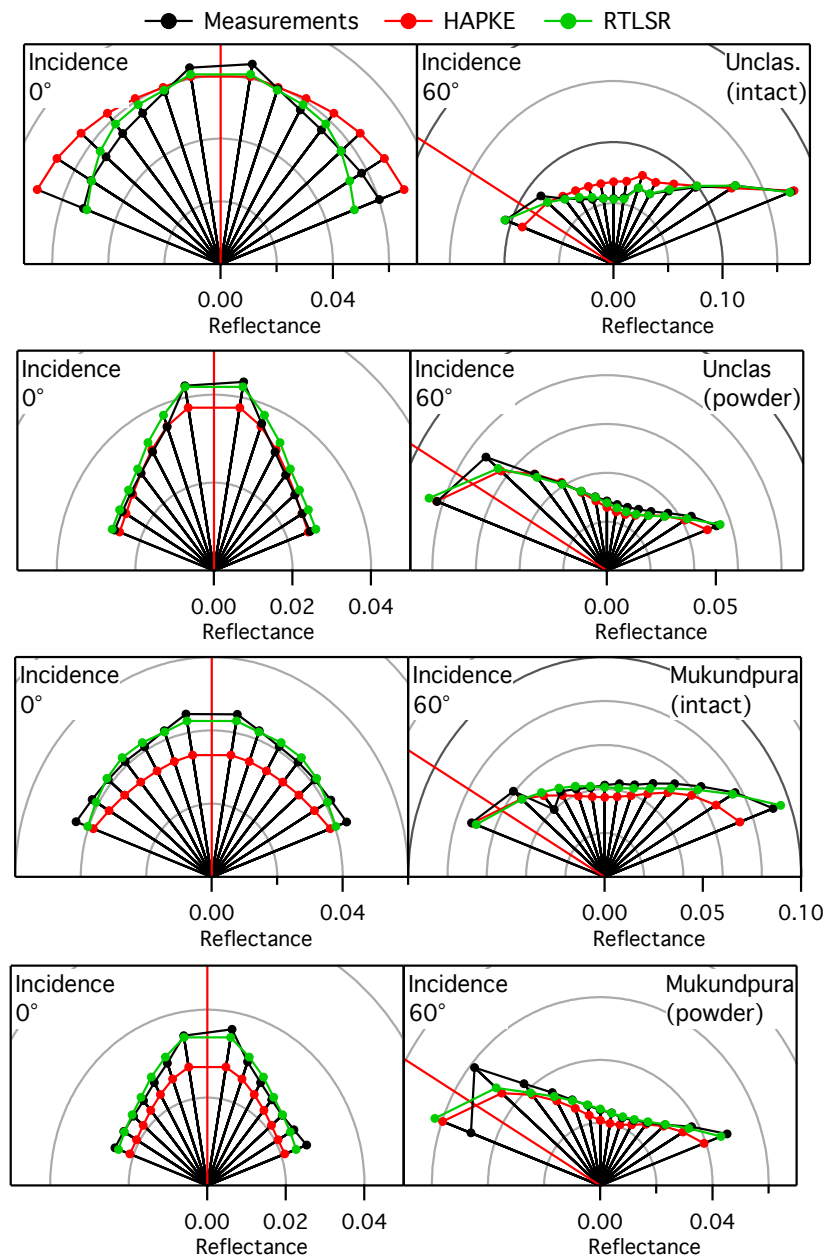 Measurements HAPKE RTLSR
Incidence
0°
Incidence
60°
Unclas.
(intact)
0.00 0.04
Reflectance
0.00 0.10
Reflectance
Incidence
0°
Incidence
60°
Unclas
(powder)
0.00 0.02 0.04
Reflectance
0.00 0.05
Reflectance
Incidence
0°
Incidence
60°
Mukundpura
(intact)
0.00 0.04
Reflectance
0.00 0.05 0.10
Reflectance
Incidence
0°
Incidence
60°
Mukundpura
(powder)
0.00 0.02 0.04
Reflectance
0.00 0.04
Reflectance